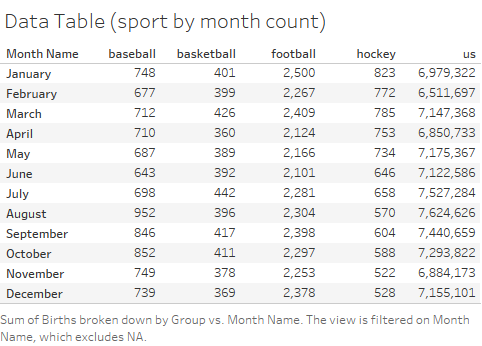 Data Table (sport by month count)
Month Name baseball basketball football hockey us
January 748 401 2,500 823 6,979,322
February 677 399 2,267 772 6,511,697
March 712 426 2,409 785 7,147,368
April 710 360 2,124 753 6,850,733
May 687 389 2,166 734 7,175,367
June 643 392 2,101 646 7,122,586
July 698 442 2,281 658 7,527,284
August 952 396 2,304 570 7,624,626
September 846 417 2,398 604 7,440,659
October 852 411 2,297 588 7,293,822
November 749 378 2,253 522 6,884,173
December 739 369 2,378 528 7,155,101
Sum of Births broken down by Group vs. Month Name. The view is filtered on Month
Name, which excludes NA.